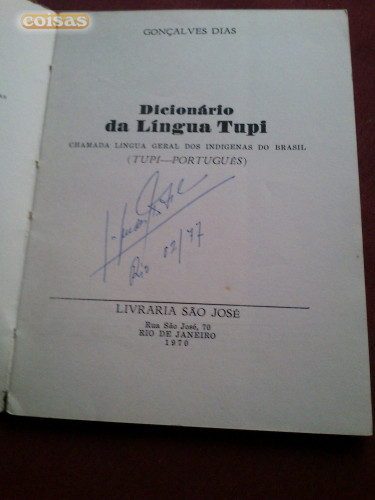 coisas
GONÇALVES DIAS
Dicionário
da Língua Tupi
CHAMADA LINGUA GERAL DOS INDIGENAS DO BRASIL
(TUPI—PORTUGUÊS)
Rio 02/77
LIVRARIA SÃO JOSÉ
Rua São José, 70
RIO DE JANEIRO
1970